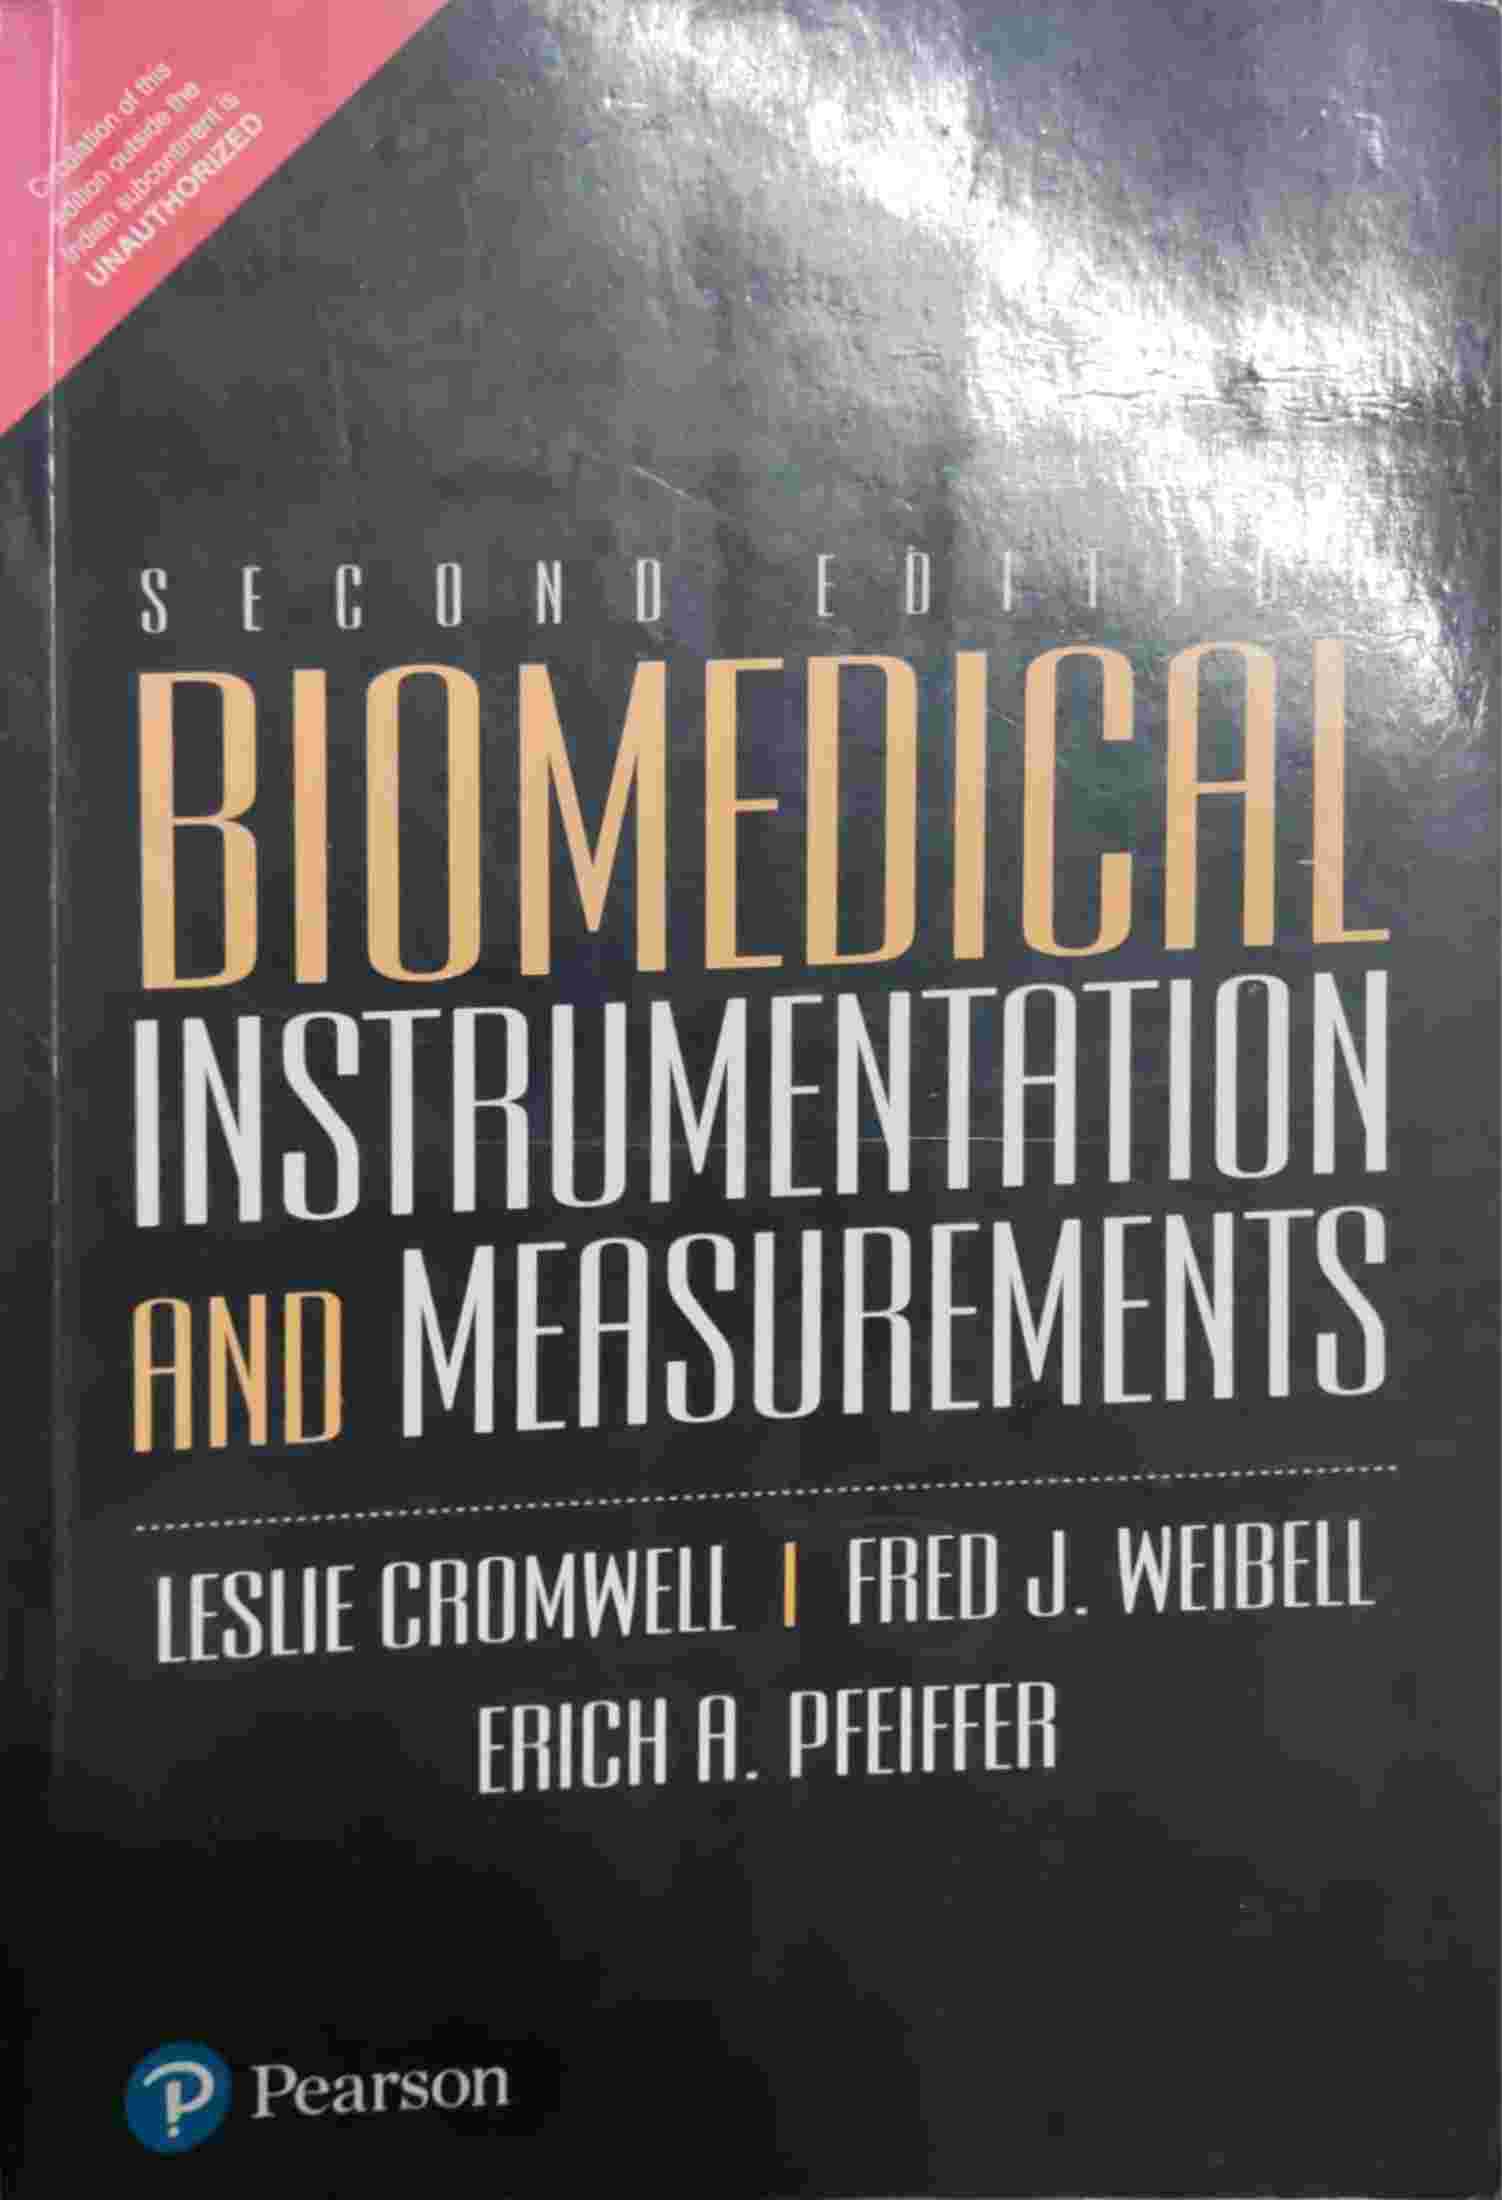 Circulation of this
edition outside the
Indian subcontinent is
UNAUTHORIZED
SECOND EDITION
BIOMEDICAL
INSTRUMENTATION
AND MEASUREMENTS
LESLIE CROMWELL | FRED J. WEIBELL
ERICH A. PFEIFFER
Pearson